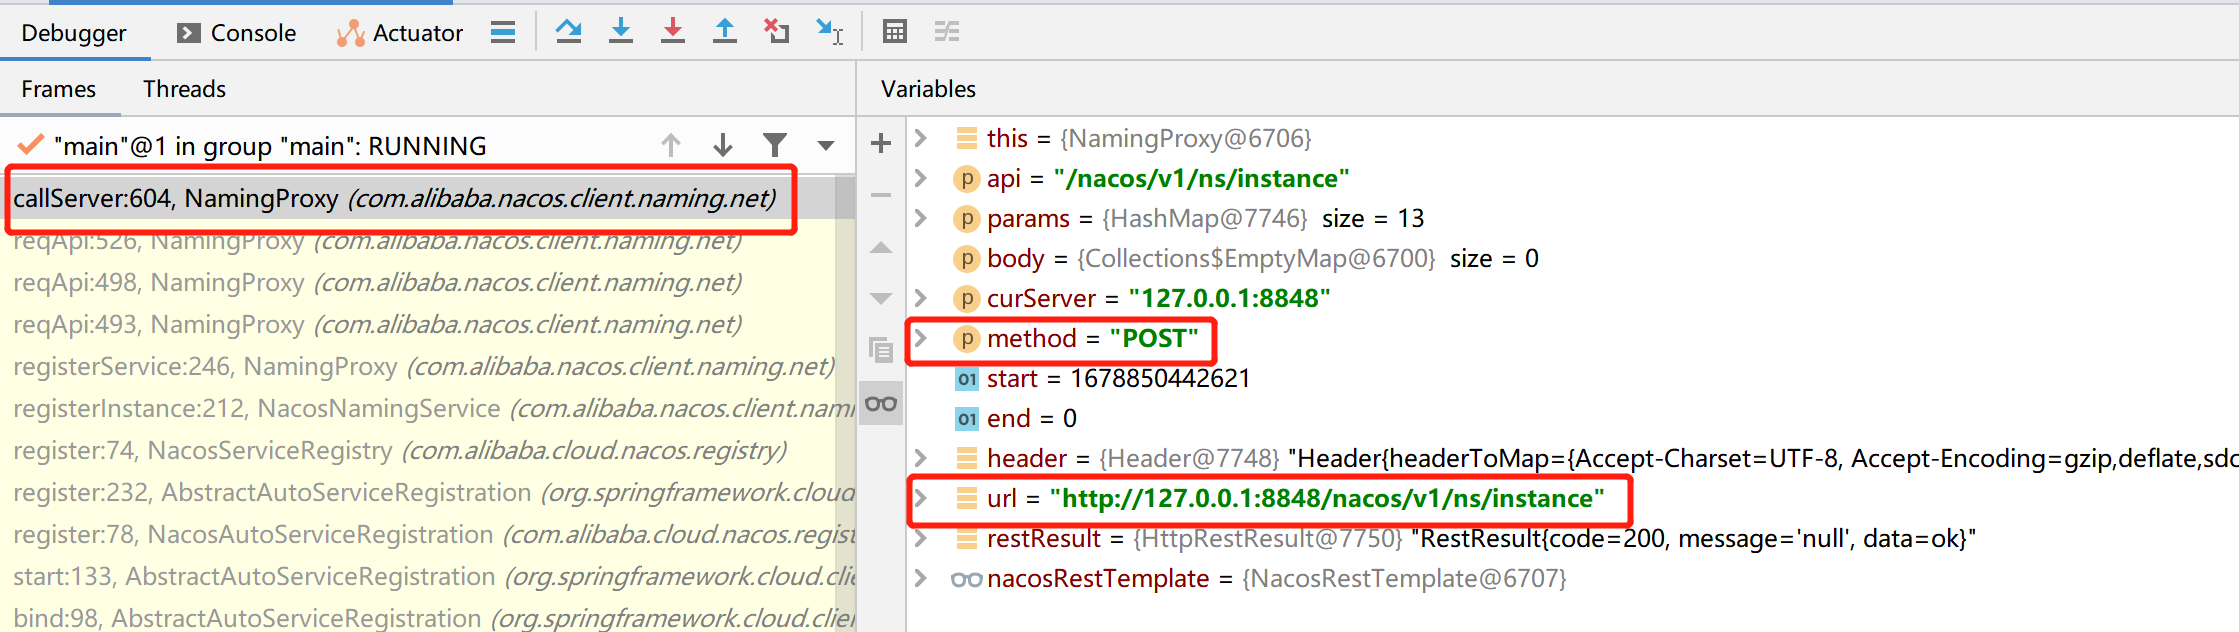 Debugger Console Actuator
Frames Threads
"main"@1 in group "main": RUNNING
callServer:604, NamingProxy (com.alibaba.nacos.client.naming.net)
reqApi:526, NamingProxy (com.alibaba.nacos.client.naming.net)
reqApi:498, NamingProxy (com.alibaba.nacos.client.naming.net)
reqApi:493, NamingProxy (com.alibaba.nacos.client.naming.net)
registerService:246, NamingProxy (com.alibaba.nacos.client.naming.net)
registerInstance:212, NacosNamingService (com.alibaba.nacos.client.nami
register:74, NacosServiceRegistry (com.alibaba.cloud.nacos.registry)
register:232, AbstractAutoServiceRegistration (org.springframework.cloud
register:78, NacosAutoServiceRegistration (com.alibaba.cloud.nacos.regist
start:133, AbstractAutoServiceRegistration (org.springframework.cloud.clie
bind:98, AbstractAutoServiceRegistration (org.springframework.cloud.clier
Variables
this = {NamingProxy@6706}
p api = "/nacos/v1/ns/instance"
p params = {HashMap@7746} size = 13
p body = {Collections$EmptyMap@6700} size = 0
p curServer = "127.0.0.1:8848"
p method = "POST"
01 start = 1678850442621
01 end = 0
header = {Header@7748} "Header{headerToMap={Accept-Charset=UTF-8, Accept-Encoding=gzip,deflate,sdc
url = "http://127.0.0.1:8848/nacos/v1/ns/instance"
restResult = {HttpRestResult@7750} "RestResult{code=200, message='null', data=ok}"
nacosRestTemplate = {NacosRestTemplate@6707}